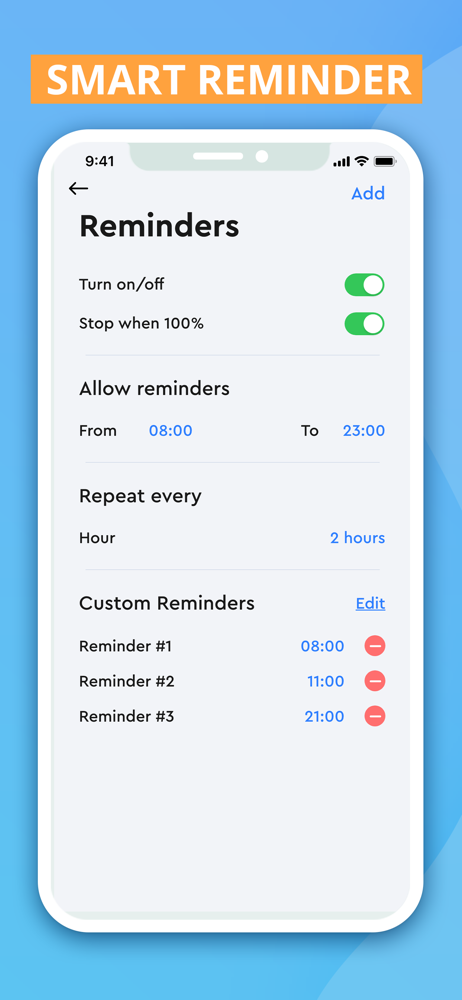 SMART REMINDER
9:41
Add
Reminders
Turn on/off
Stop when 100%
Allow reminders
From 08:00 To 23:00
Repeat every
Hour 2 hours
Custom Reminders Edit
Reminder #1 08:00
Reminder #2 11:00
Reminder #3 21:00